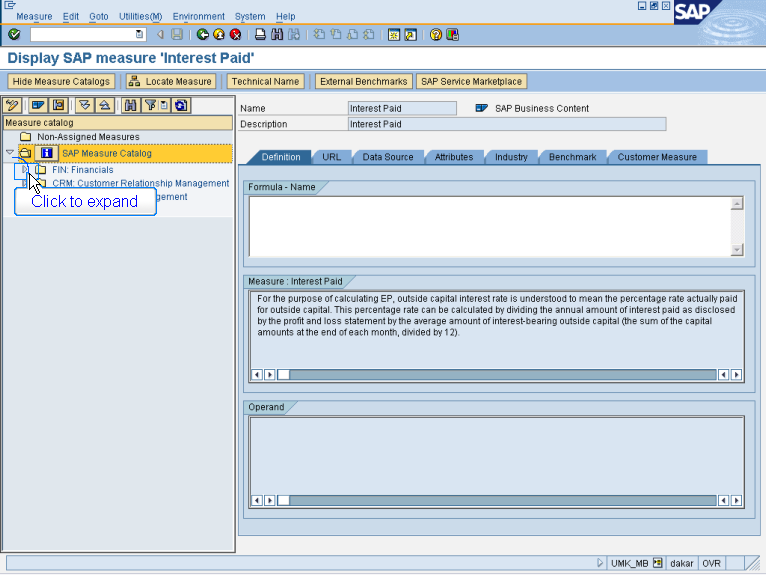 Measure Edit Goto Utilities(M) Environment System Help
SAP
Display SAP measure 'Interest Paid'
Hide Measure Catalogs Locate Measure Technical Name External Benchmarks SAP Service Marketplace
Measure catalog
Non-Assigned Measures
SAP Measure Catalog
FIN: Financials
CRM: Customer Relationship Management
gement
Click to expand
Name Interest Paid SAP Business Content
Description Interest Paid
Definition URL Data Source Attributes Industry Benchmark Customer Measure
Formula - Name
Measure : Interest Paid
For the purpose of calculating EP, outside capital interest rate is understood to mean the percentage rate actually paid
for outside capital. This percentage rate can be calculated by dividing the annual amount of interest paid as disclosed
by the profit and loss statement by the average amount of interest-bearing outside capital (the sum of the capital
amounts at the end of each month, divided by 12).
Operand
UMK_MB dakar OVR